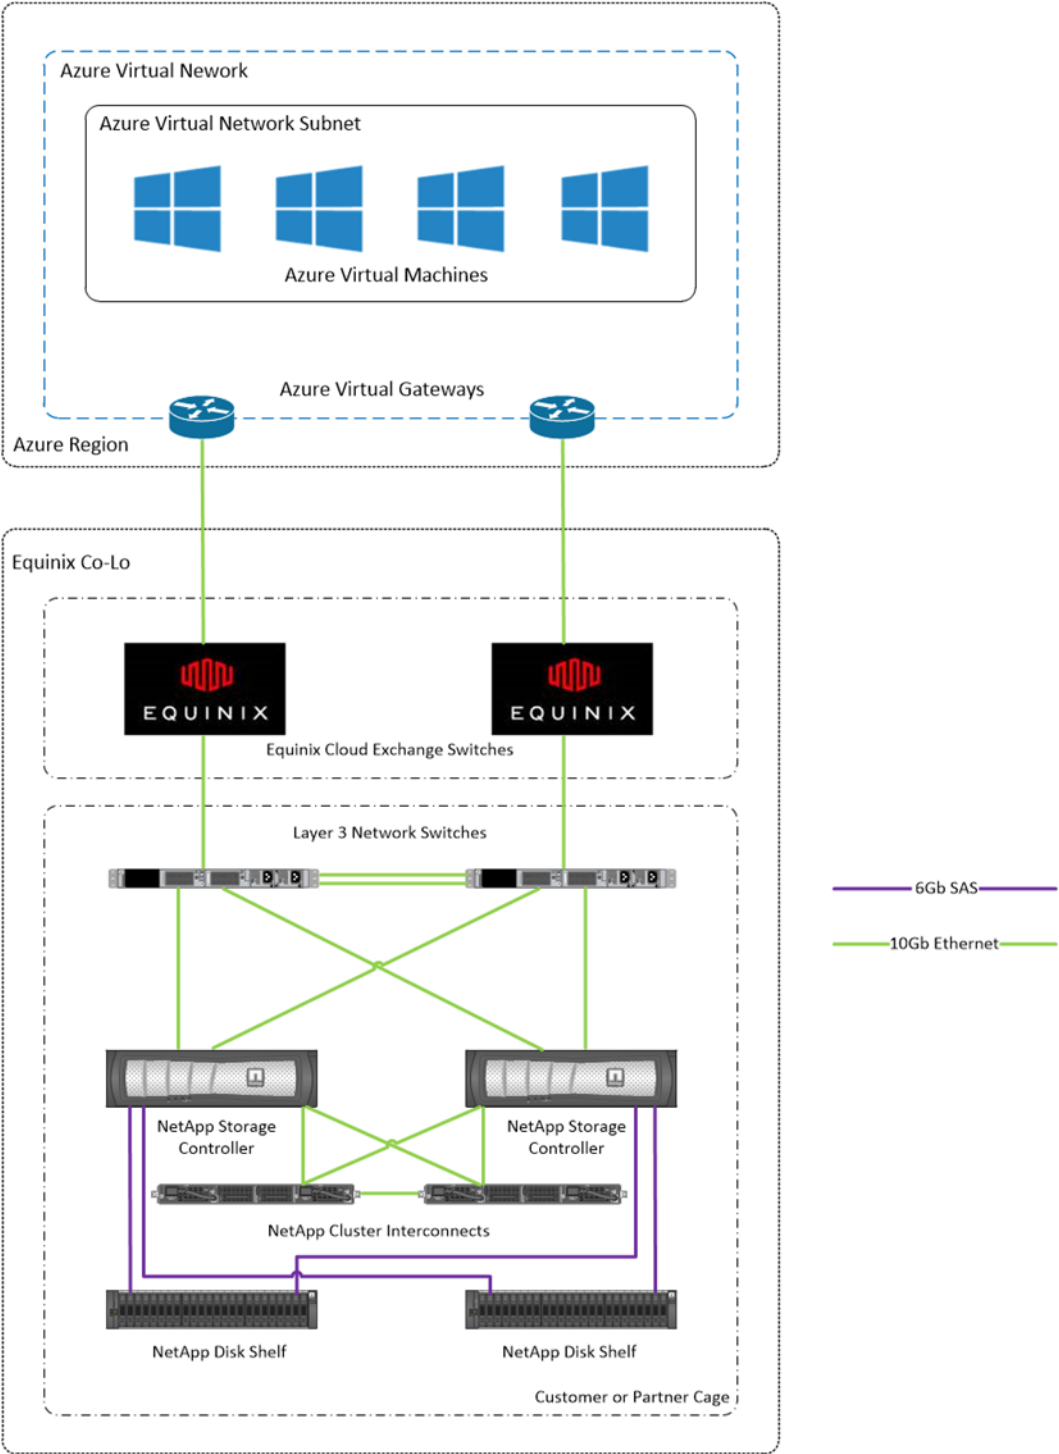 Azure Virtual Nework
Azure Virtual Network Subnet
Azure Virtual Machines
Azure Virtual Gateways
Azure Region
Equinix Co-Lo
EQUINIX
EQUINIX
Equinix Cloud Exchange Switches
Layer 3 Network Switches
6Gb SAS
10Gb Ethernet
NetApp Storage
Controller
NetApp Storage
Controller
NetApp Cluster Interconnects
NetApp Disk Shelf
NetApp Disk Shelf
Customer or Partner Cage